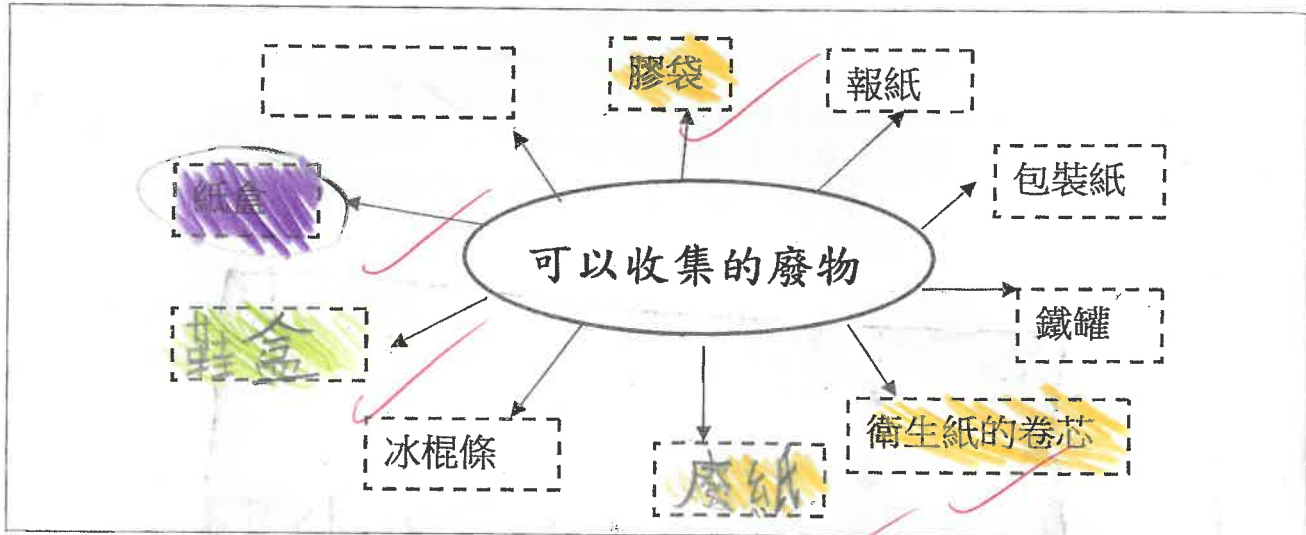 膠袋
報紙
紙盒
包裝紙
可以收集的廢物
鞋盒
鐵罐
冰棍條
廢紙
衛生紙的卷芯